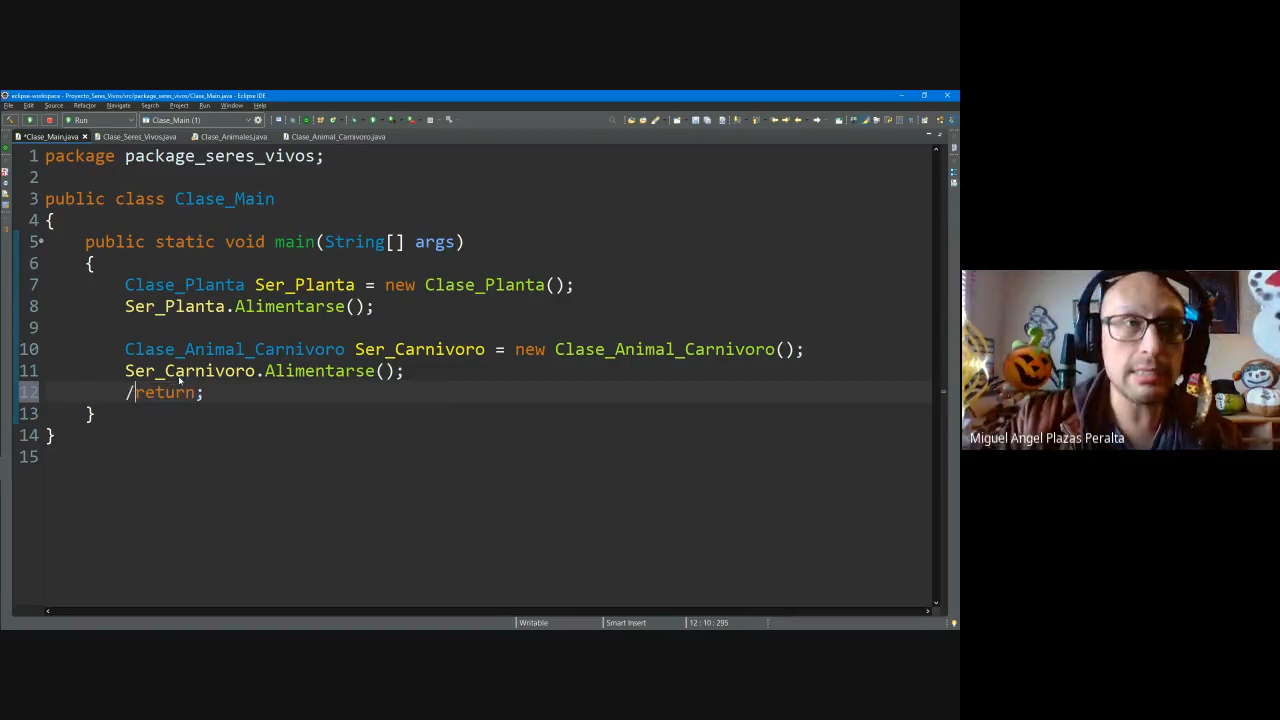 eclipse-workspace - Proyecto_Seres_Vivos/src/package_seres_vivos/Clase_Main.java - Eclipse IDE
File Edit Source Refactor Navigate Search Project Run Window Help
Run Clase_Main (1)
*Clase_Main.java Clase_Seres_Vivos.java Clase_Animales.java Clase_Animal_Carnivoro.java
1 package package_seres_vivos;
2
3 public class Clase_Main
4 {
5 public static void main(String[] args)
6 {
7 Clase_Planta Ser_Planta = new Clase_Planta();
8 Ser_Planta.Alimentarse();
9
10 Clase_Animal_Carnivoro Ser_Carnivoro = new Clase_Animal_Carnivoro();
11 Ser_Carnivoro.Alimentarse();
12 /return;
13 }
14 }
15
Writable Smart Insert 12 : 10 : 295
Miguel Angel Plazas Peralta